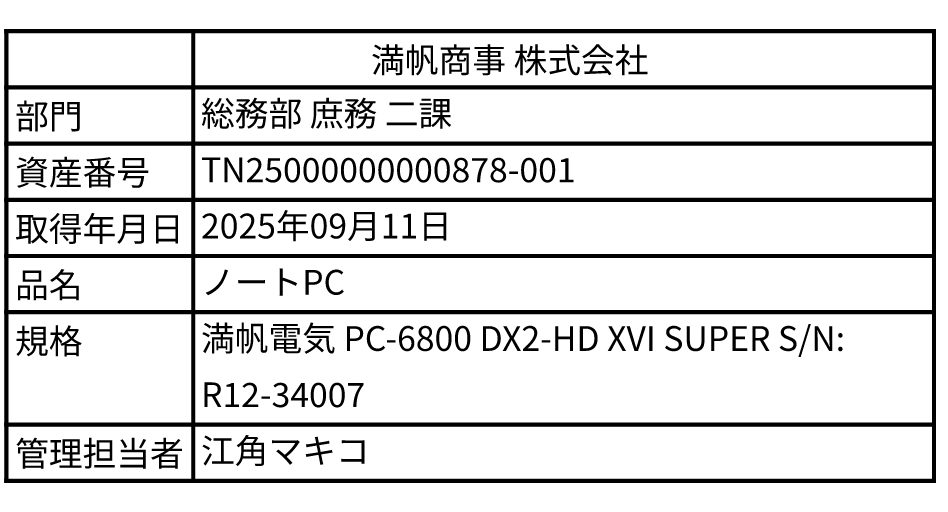 満帆商事 株式会社
部門 総務部 庶務 二課
資産番号 TN25000000000878-001
取得年月日 2025年09月11日
品名 ノートPC
規格 満帆電気 PC-6800 DX2-HD XVI SUPER S/N:
R12-34007
管理担当者 江角マキコ